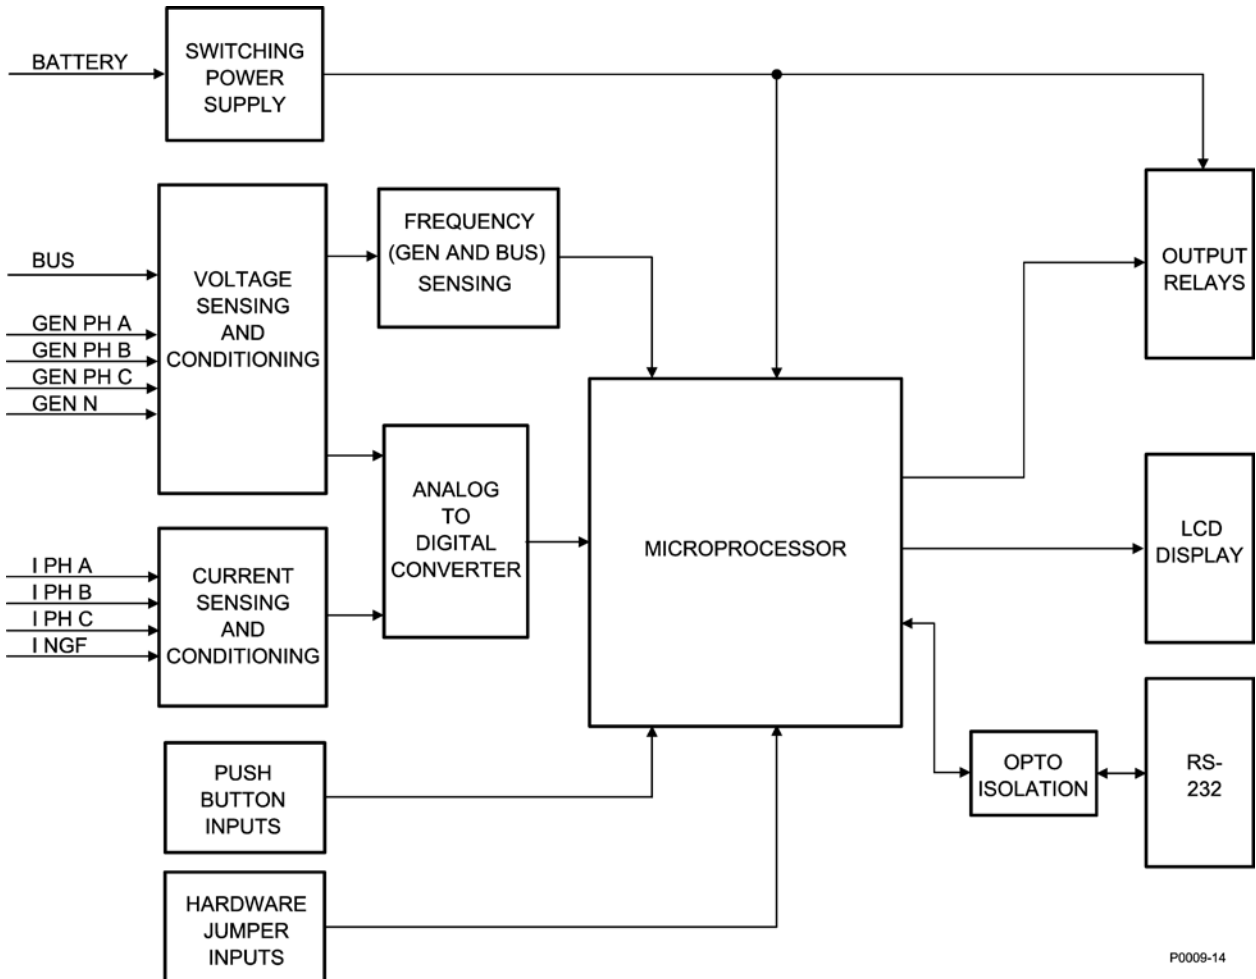 BATTERY
SWITCHING
POWER
SUPPLY
BUS
GEN PH A
GEN PH B
GEN PH C
GEN N
VOLTAGE
SENSING
AND
CONDITIONING
FREQUENCY
(GEN AND BUS)
SENSING
OUTPUT
RELAYS
I PH A
I PH B
I PH C
I NGF
CURRENT
SENSING
AND
CONDITIONING
ANALOG
TO
DIGITAL
CONVERTER
MICROPROCESSOR
LCD
DISPLAY
PUSH
BUTTON
INPUTS
OPTO
ISOLATION
RS-
232
HARDWARE
JUMPER
INPUTS
P0009-14